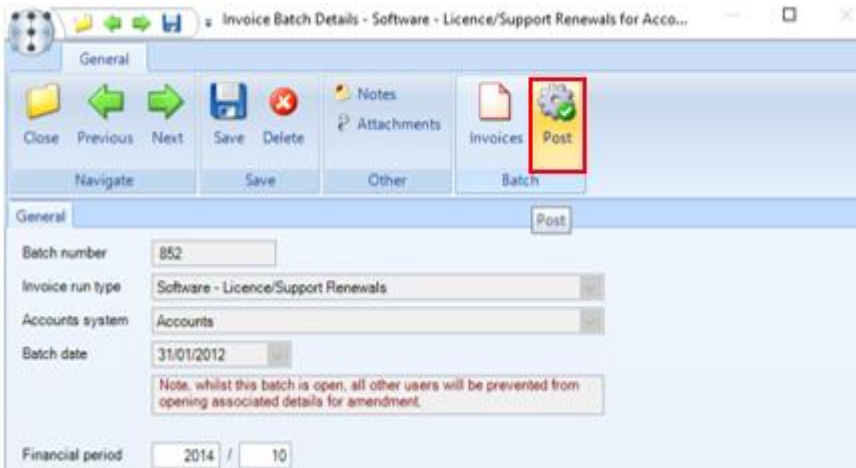 Invoice Batch Details - Software - Licence/Support Renewals for Acco...
General
Notes
Attachments
Close Previous Next Save Delete Invoices Post
Navigate Save Other Batch
General
Post
Batch number 852
Invoice run type Software - Licence/Support Renewals
Accounts system Accounts
Batch date 31/01/2012
Note, whilst this batch is open, all other users will be prevented from
opening associated details for amendment.
Financial period 2014 / 10